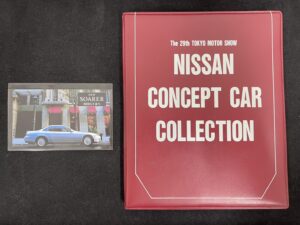 SOARER
The 29th TOKYO MOTOR SHOW
NISSAN
CONCEPT CAR
COLLECTION